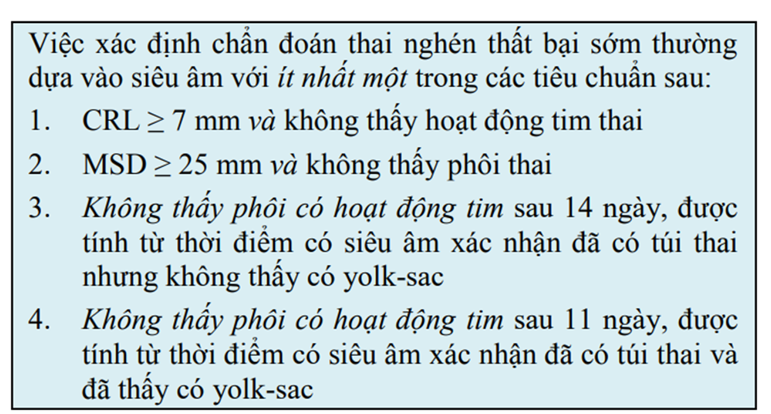 Việc xác định chẩn đoán thai nghén thất bại sớm thường
dựa vào siêu âm với ít nhất một trong các tiêu chuẩn sau:
1. CRL ≥ 7 mm và không thấy hoạt động tim thai
2. MSD ≥ 25 mm và không thấy phôi thai
3. Không thấy phôi có hoạt động tim sau 14 ngày, được
tính từ thời điểm có siêu âm xác nhận đã có túi thai
nhưng không thấy có yolk-sac
4. Không thấy phôi có hoạt động tim sau 11 ngày, được
tính từ thời điểm có siêu âm xác nhận đã có túi thai và
đã thấy có yolk-sac